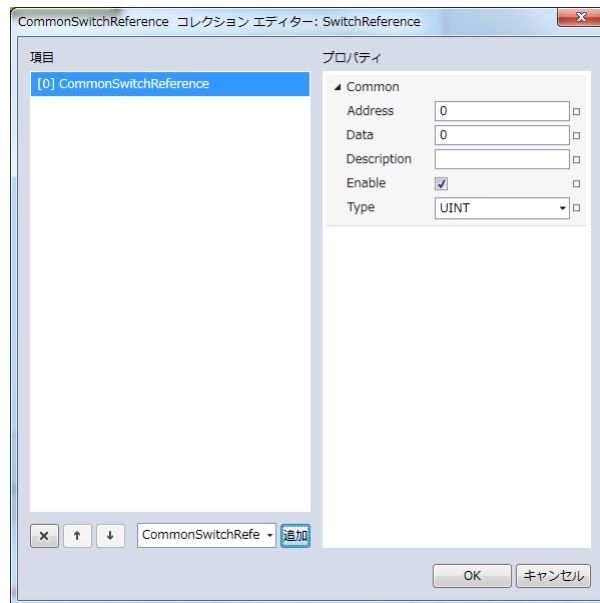 CommonSwitchReference コレクション エディター: SwitchReference
項目
プロパティ
[0] CommonSwitchReference
Common
Address 0
Data 0
Description
Enable
Type UINT
CommonSwitchRefe 追加
OK キャンセル